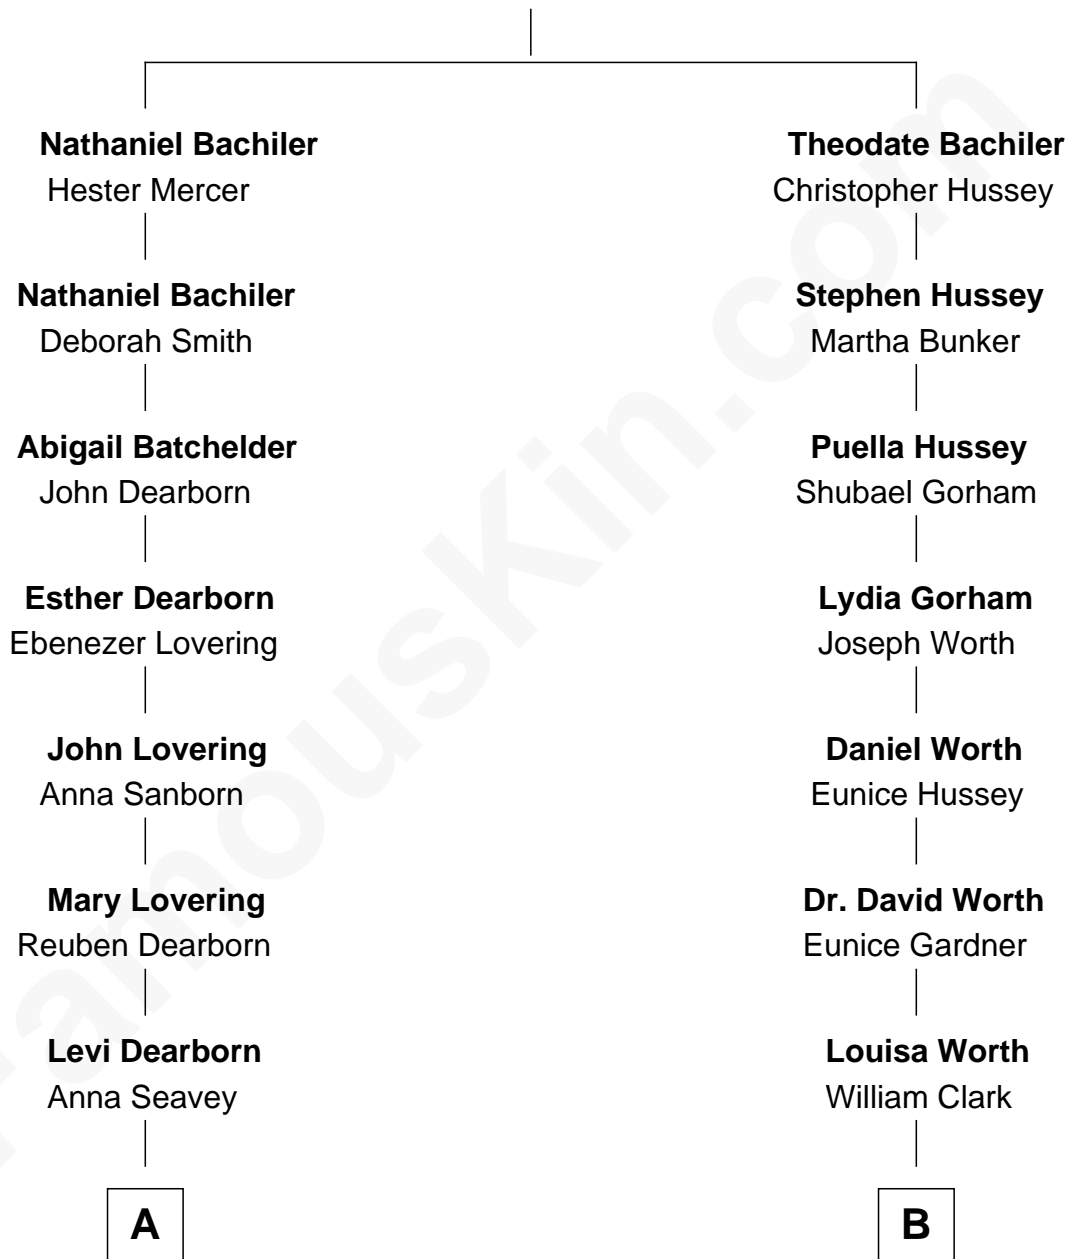 Nathaniel Bachiler
Hester Mercer
Nathaniel Bachiler
Deborah Smith
Abigail Batchelder
John Dearborn
Esther Dearborn
Ebenezer Lovering
John Lovering
Anna Sanborn
Mary Lovering
Reuben Dearborn
Levi Dearborn
Anna Seavey
A
Theodate Bachiler
Christopher Hussey
Stephen Hussey
Martha Bunker
Puella Hussey
Shubael Gorham
Lydia Gorham
Joseph Worth
Daniel Worth
Eunice Hussey
Dr. David Worth
Eunice Gardner
Louisa Worth
William Clark
B
FamousKin.com